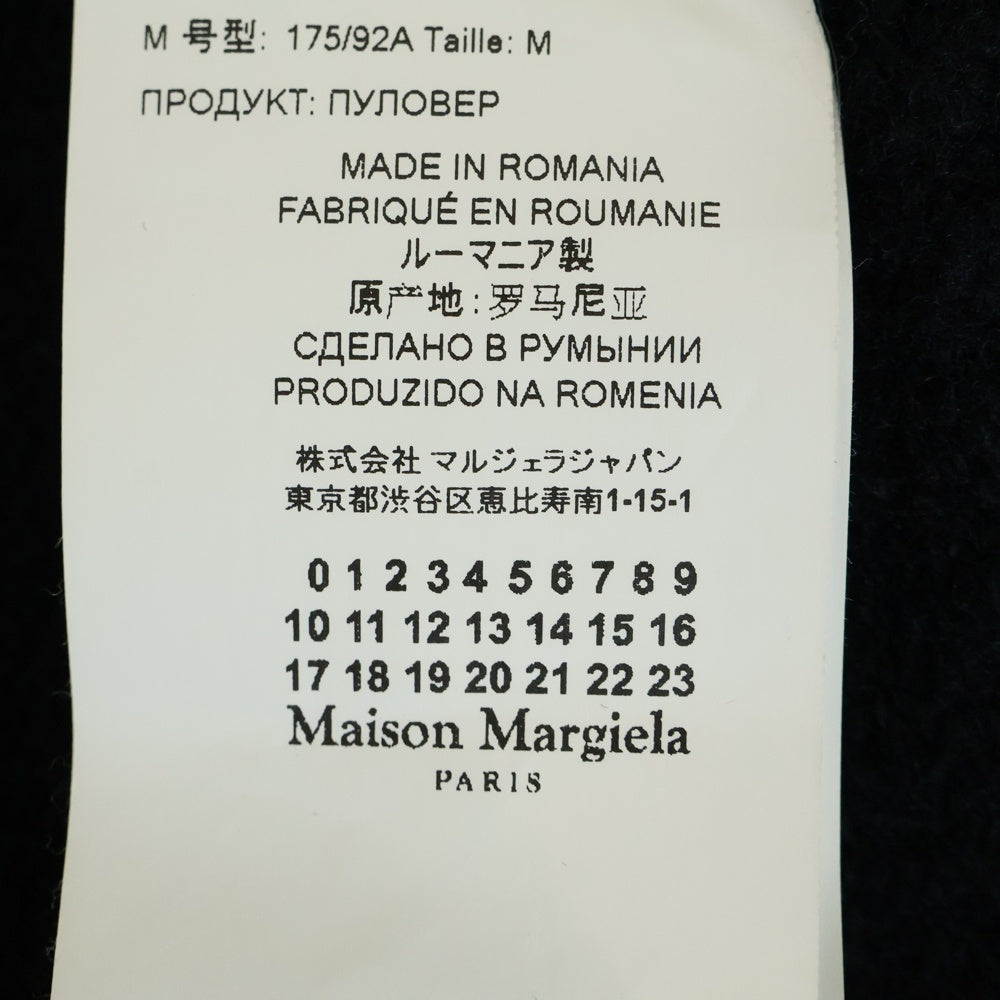 M 号型: 175/92A Taille: M
ПРОДУКТ: ПУЛОВЕР
MADE IN ROMANIA
FABRIQUÉ EN ROUMANIE
ルーマニア製
原产地: 罗马尼亚
СДЕЛАНО В РУМЫНИИ
PRODUZIDO NA ROMENIA
株式会社 マルジェラジャパン
東京都渋谷区恵比寿南1-15-1
0 1 2 3 4 5 6 7 8 9
10 11 12 13 14 15 16
17 18 19 20 21 22 23
Maison Margiela
PARIS